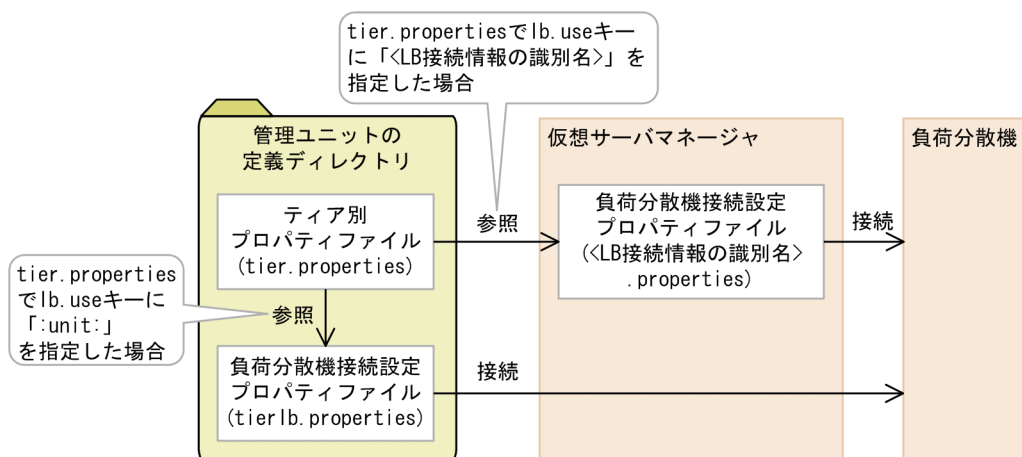 tier.propertiesでlb.useキー
に「<LB接続情報の識別名>」を
指定した場合
管理ユニットの
定義ディレクトリ
仮想サーバマネージャ
負荷分散機
ティア別
プロパティファイル
(tier.properties)
参照
負荷分散機接続設定
プロパティファイル
(<LB接続情報の識別名>
.properties)
接続
tier.properties
でlb.useキーに
「:unit:」
を指定した場合
参照
負荷分散機接続設定
プロパティファイル
(tierlb.properties)
接続